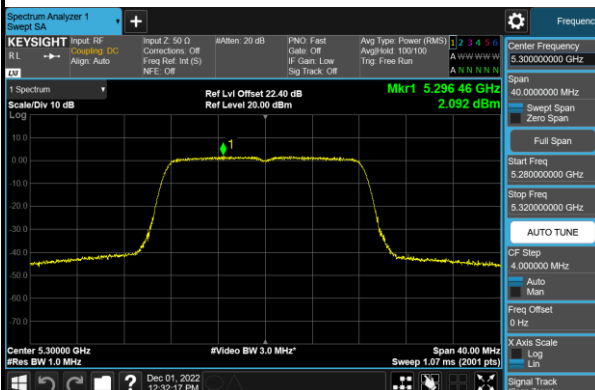 Spectrum Analyzer 1
Swept SA
Frequenc
KEYSIGHT
RL
LXI
Input: RF
Coupling: DC
Align: Auto
Input Z: 50 Ω
Corrections: Off
Freq Ref: Int (S)
NFE: Off
#Atten: 20 dB
PNO: Fast
Gate: Off
IF Gain: Low
Sig Track: Off
Avg Type: Power (RMS)
Avg|Hold: 100/100
Trig: Free Run
1 2 3 4 5 6
A W W W W W
A N N N N N
1 Spectrum
Scale/Div 10 dB
Log
Ref Lvl Offset 22.40 dB
Ref Level 20.00 dBm
Mkr1 5.296 46 GHz
2.092 dBm
1
10.0
0.00
-10.0
-20.0
-30.0
-40.0
-50.0
-60.0
-70.0
Center 5.30000 GHz
#Res BW 1.0 MHz
#Video BW 3.0 MHz*
Span 40.00 MHz
Sweep 1.07 ms (2001 pts)
?
Dec 01, 2022
12:32:17 PM
Center Frequency
5.300000000 GHz
Span
40.0000000 MHz
Swept Span
Zero Span
Full Span
Start Freq
5.280000000 GHz
Stop Freq
5.320000000 GHz
AUTO TUNE
CF Step
4.000000 MHz
Auto
Man
Freq Offset
0 Hz
X Axis Scale
Log
Lin
Signal Track